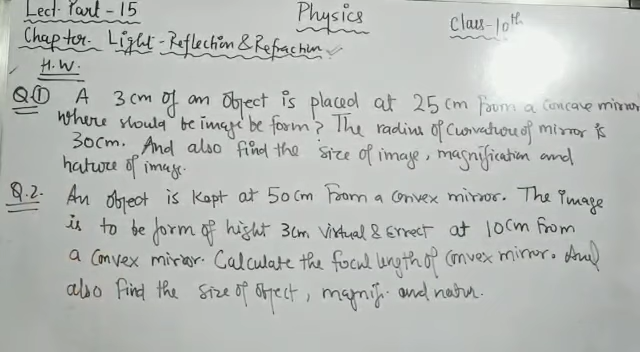 Lect. Part - 15 Physics Class - 10th
Chapter. Light - Reflection & Refraction
H.W.
Q.① A 3cm of an object is placed at 25cm from a concave mirror
where should be image be form? The radius of curvature of mirror is
30cm. And also find the size of image, magnification and
nature of image.
Q.2. An object is kept at 50cm from a convex mirror. The image
is to be form of hight 3cm virtual & errect at 10cm from
a convex mirror. Calculate the focul length of convex mirror. And
also find the size of object, magnif. and natur.